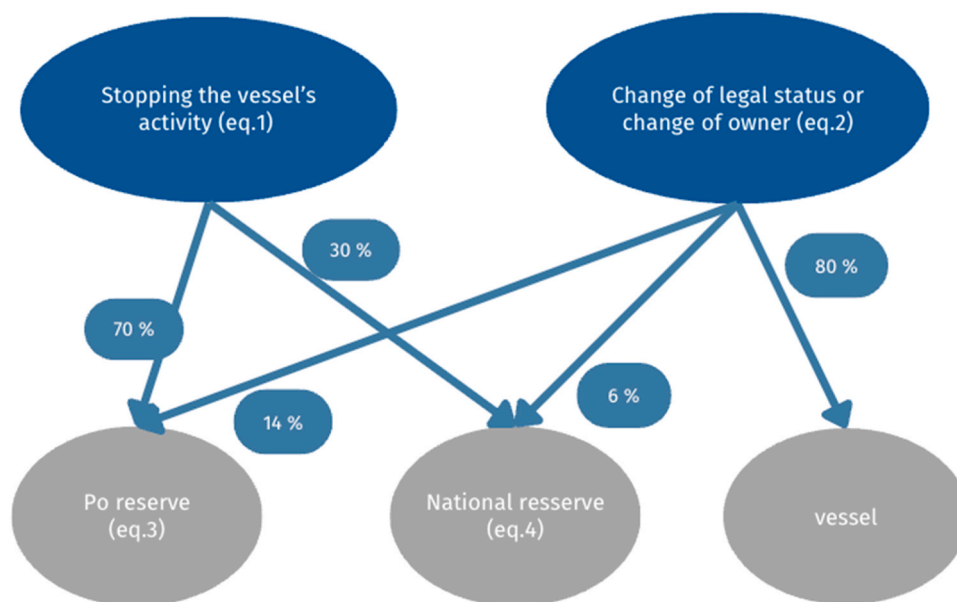 Stopping the vessel's
activity (eq.1)
Change of legal status or
change of owner (eq.2)
30 %
80 %
70 %
14 %
6 %
Po reserve
(eq.3)
National resserve
(eq.4)
vessel